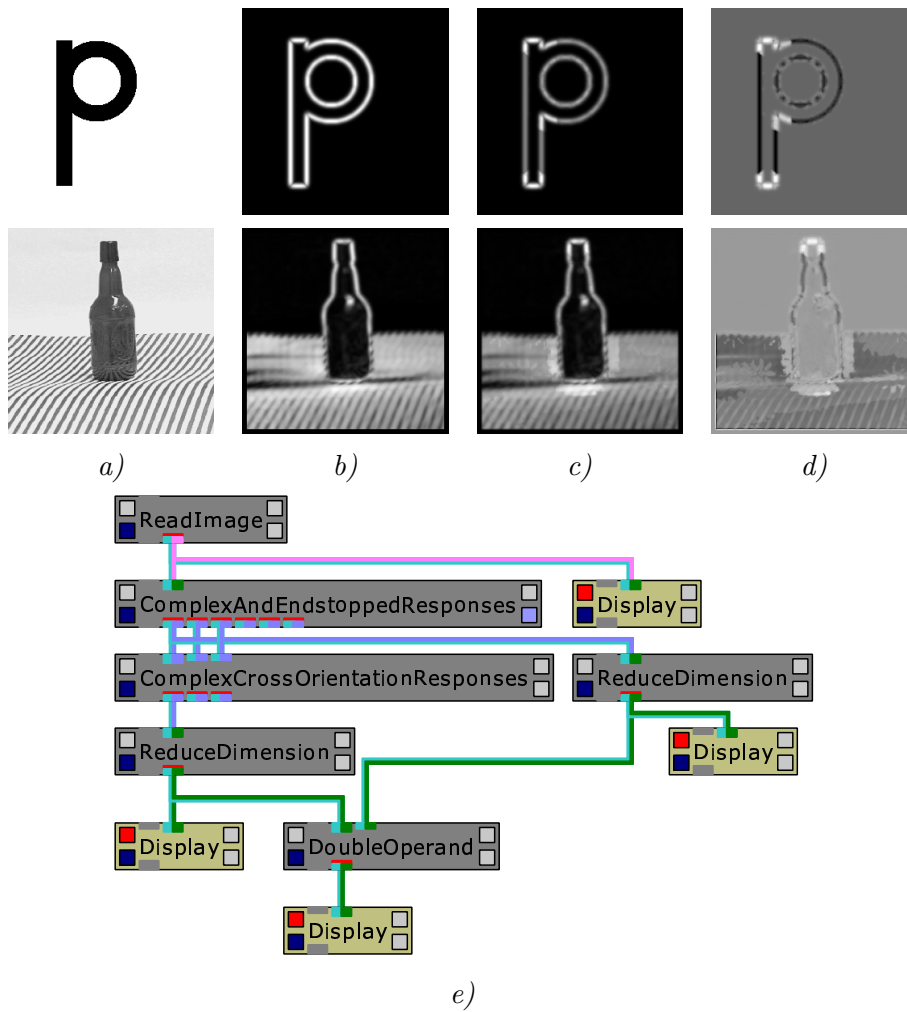 p
a) b) c) d)
ReadImage
ComplexAndEndstoppedResponses Display
ComplexCrossOrientationResponses ReduceDimension
ReduceDimension Display
Display DoubleOperand
Display
e)